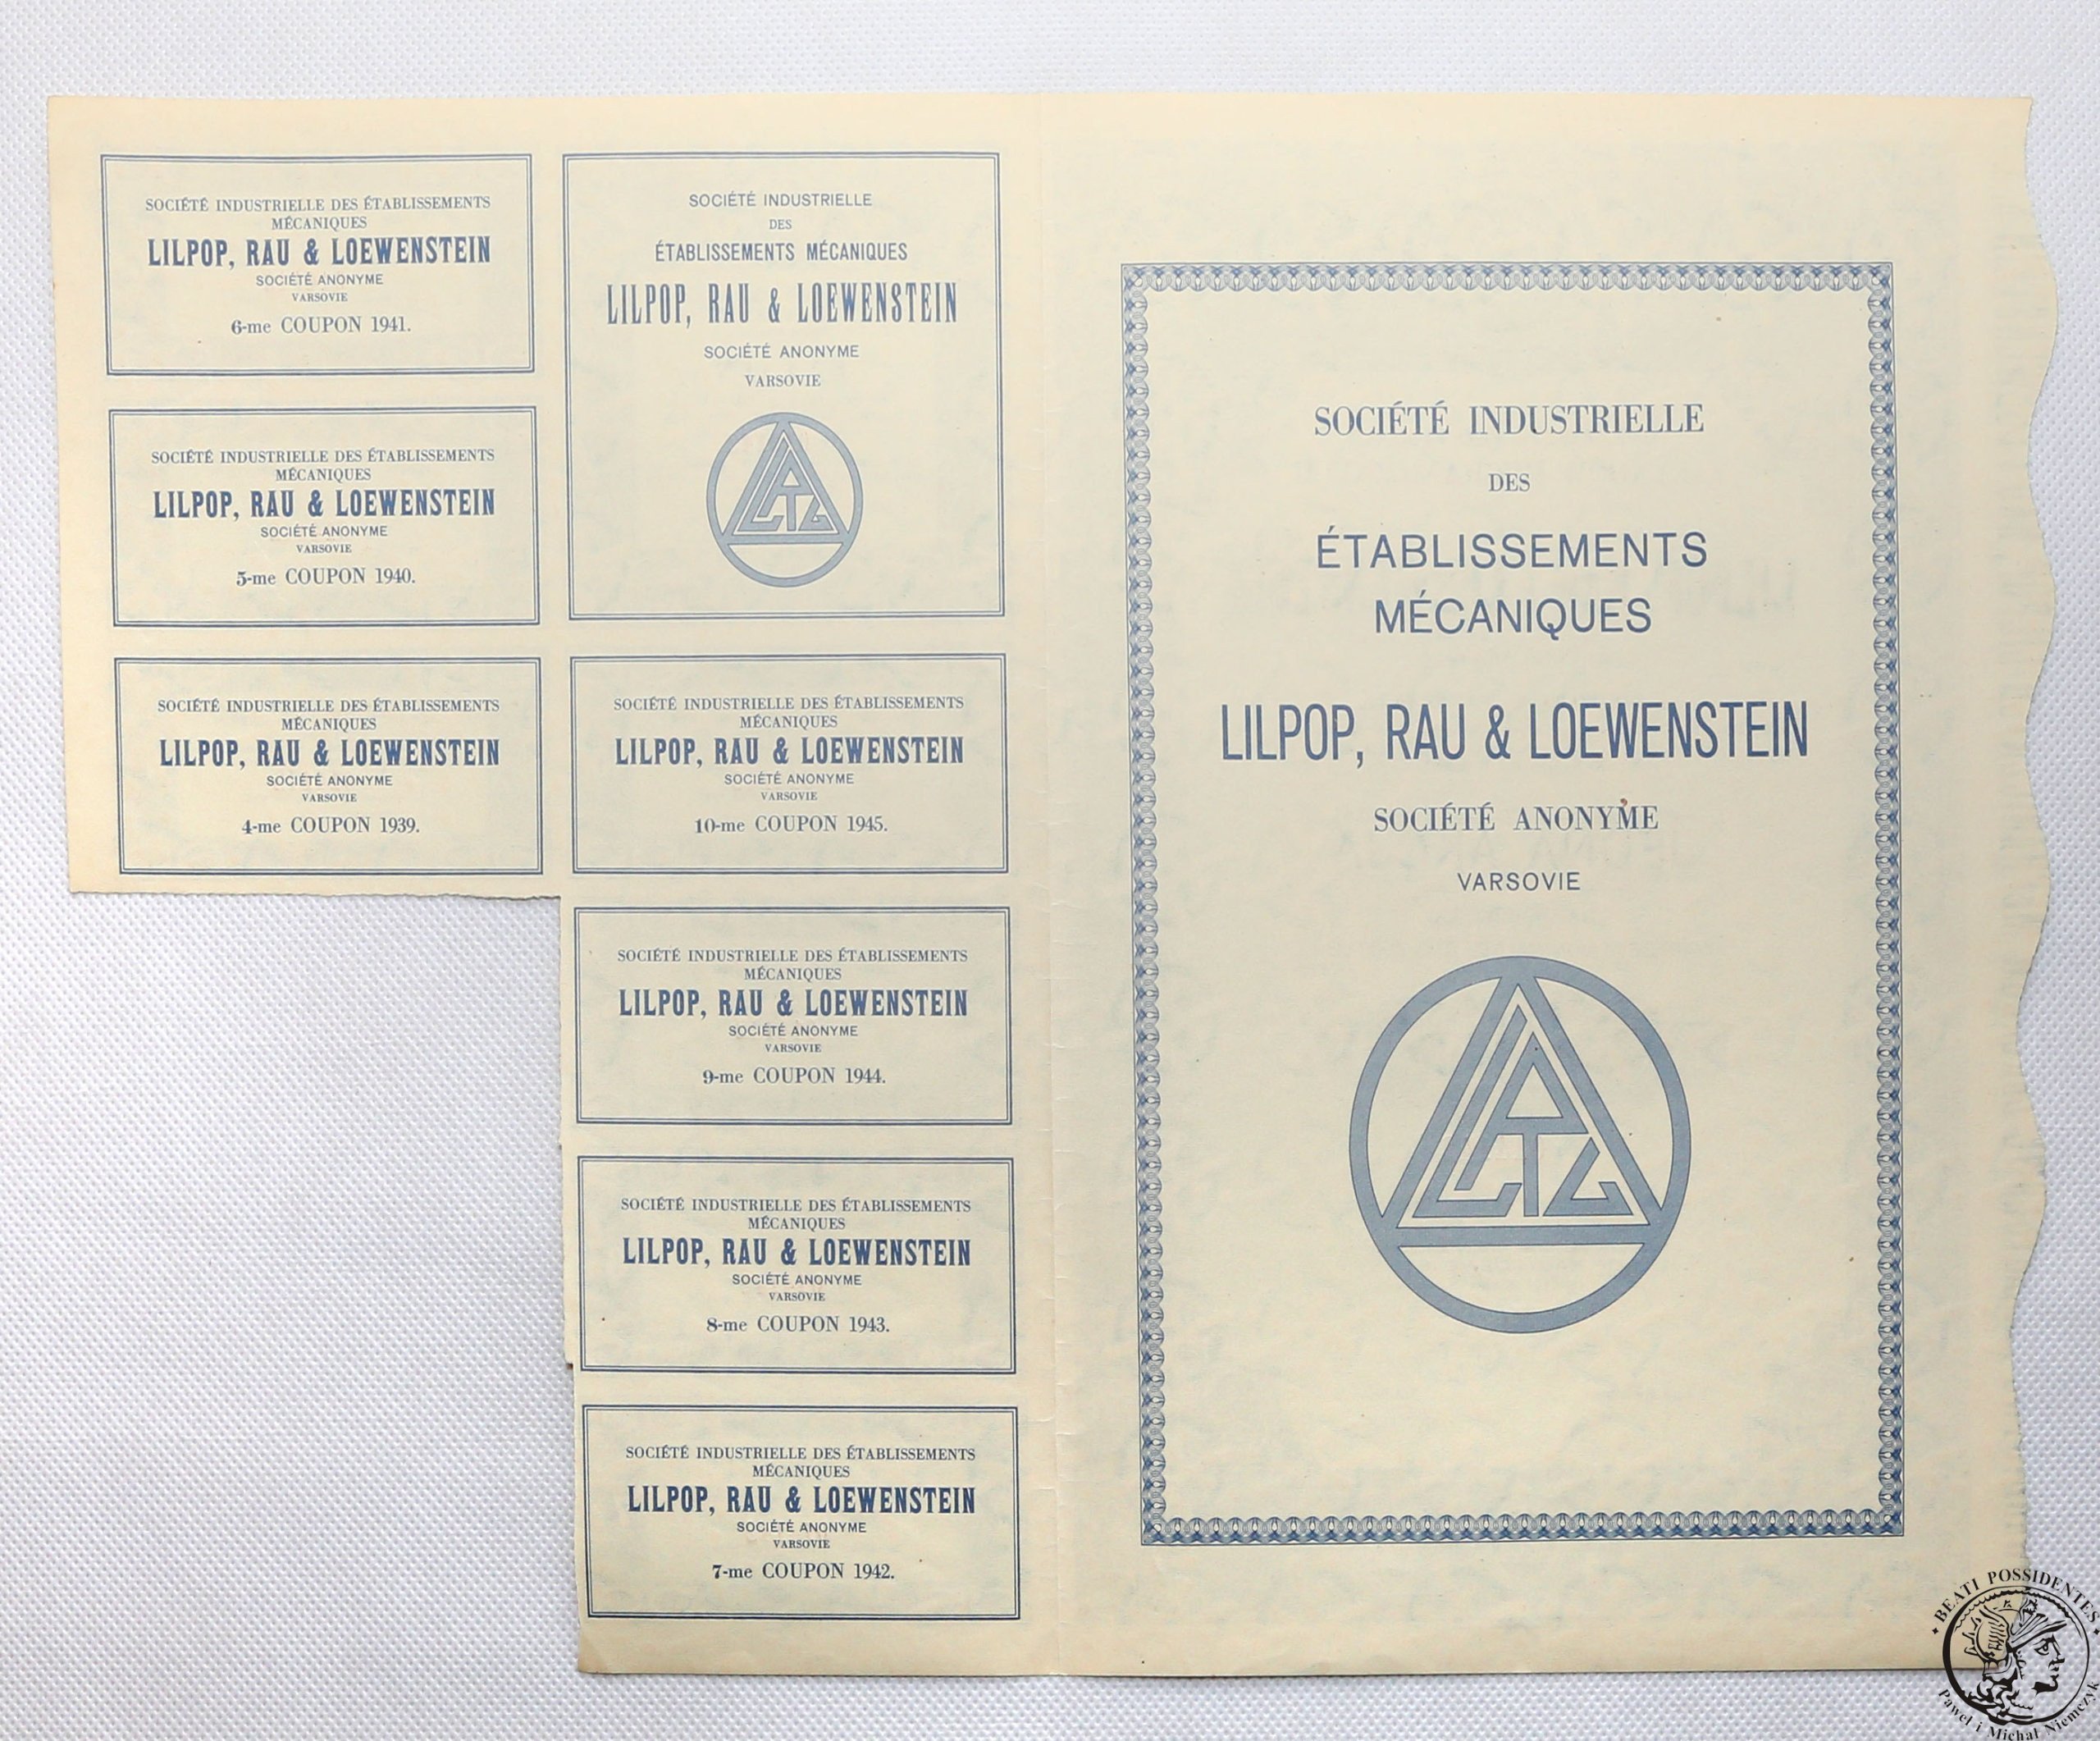 SOCIÉTÉ INDUSTRIELLE DES ÉTABLISSEMENTS
MÉCANIQUES
LILPOP, RAU & LOEWENSTEIN
SOCIÉTÉ ANONYME
VARSOVIE
6-me COUPON 1941.
SOCIÉTÉ INDUSTRIELLE DES ÉTABLISSEMENTS
MÉCANIQUES
LILPOP, RAU & LOEWENSTEIN
SOCIÉTÉ ANONYME
VARSOVIE
5-me COUPON 1940.
SOCIÉTÉ INDUSTRIELLE DES ÉTABLISSEMENTS
MÉCANIQUES
LILPOP, RAU & LOEWENSTEIN
SOCIÉTÉ ANONYME
VARSOVIE
4-me COUPON 1939.
SOCIÉTÉ INDUSTRIELLE
DES
ÉTABLISSEMENTS MÉCANIQUES
LILPOP, RAU & LOEWENSTEIN
SOCIÉTÉ ANONYME
VARSOVIE
SOCIÉTÉ INDUSTRIELLE DES ÉTABLISSEMENTS
MÉCANIQUES
LILPOP, RAU & LOEWENSTEIN
SOCIÉTÉ ANONYME
VARSOVIE
10-me COUPON 1945.
SOCIÉTÉ INDUSTRIELLE DES ÉTABLISSEMENTS
MÉCANIQUES
LILPOP, RAU & LOEWENSTEIN
SOCIÉTÉ ANONYME
VARSOVIE
9-me COUPON 1944.
SOCIÉTÉ INDUSTRIELLE DES ÉTABLISSEMENTS
MÉCANIQUES
LILPOP, RAU & LOEWENSTEIN
SOCIÉTÉ ANONYME
VARSOVIE
8-me COUPON 1943.
SOCIÉTÉ INDUSTRIELLE DES ÉTABLISSEMENTS
MÉCANIQUES
LILPOP, RAU & LOEWENSTEIN
SOCIÉTÉ ANONYME
VARSOVIE
7-me COUPON 1942.
SOCIÉTÉ INDUSTRIELLE
DES
ÉTABLISSEMENTS
MÉCANIQUES
LILPOP, RAU & LOEWENSTEIN
SOCIÉTÉ ANONYME
VARSOVIE
BEATI POSSIDENTES
Paweł i Michał Niemczyk